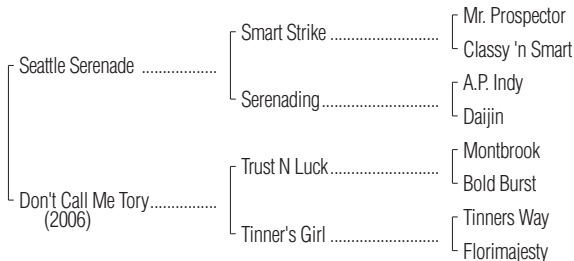 Mr. Prospector
Smart Strike ..........................
Classy 'n Smart
Seattle Serenade .................
A.P. Indy
Serenading...........................
Daijin
Montbrook
Trust N Luck.........................
Bold Burst
Don't Call Me Tory................
(2006)
Tinners Way
Tinner's Girl .........................
Florimajesty